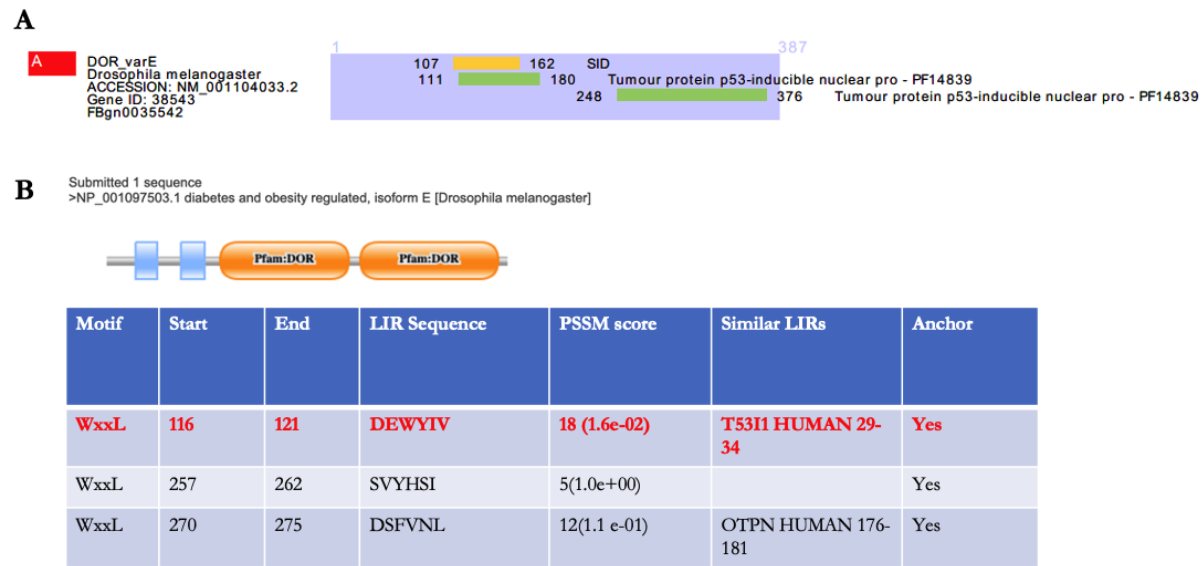 A
1 387
A
DOR_varE
107 162 SID
Drosophila melanogaster
111 180 Tumour protein p53-inducible nuclear pro - PF14839
ACCESSION: NM_001104033.2
Gene ID: 38543
248 376 Tumour protein p53-inducible nuclear pro - PF14839
FBgn0035542
B
Submitted 1 sequence
>NP_001097503.1 diabetes and obesity regulated, isoform E [Drosophila melanogaster]
Pfam:DOR Pfam:DOR
Motif Start End LIR Sequence PSSM score Similar LIRs Anchor
WxxL 116 121 DEWYIV 18 (1.6e-02) T53I1 HUMAN 29-
34 Yes
WxxL 257 262 SVYHSI 5(1.0e+00) Yes
WxxL 270 275 DSFVNL 12(1.1 e-01) OTPN HUMAN 176-
181 Yes